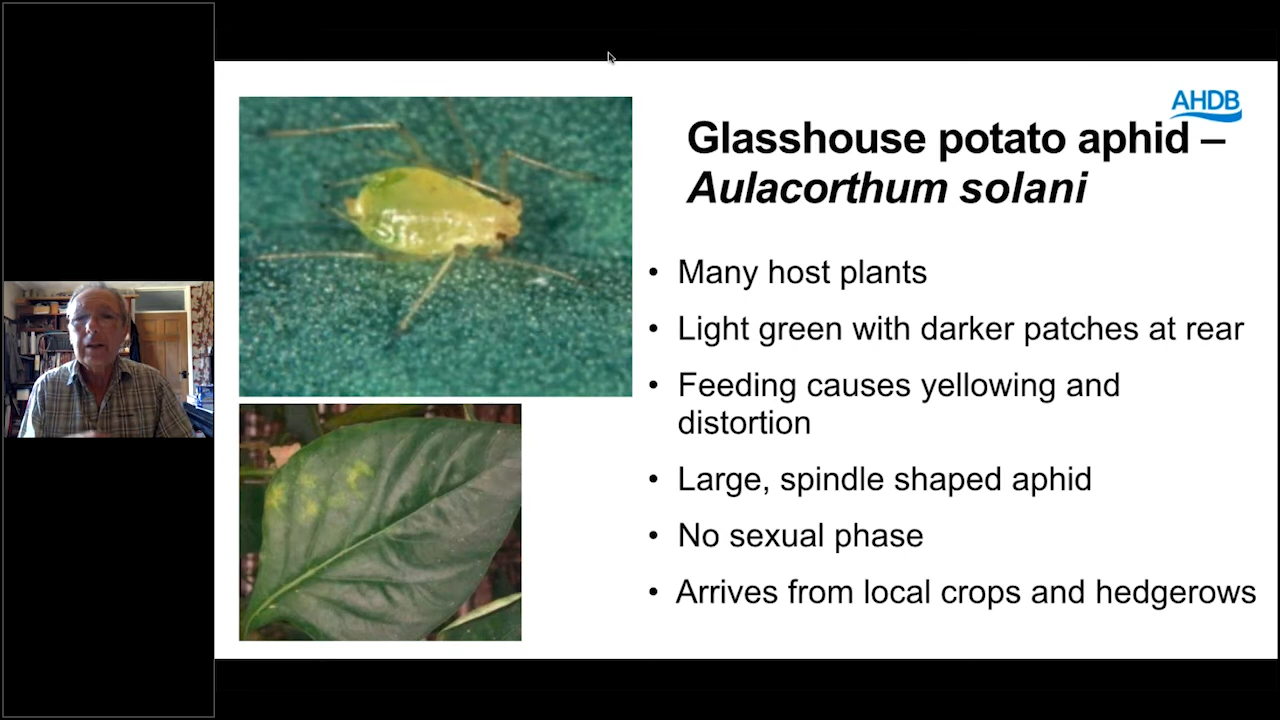 AHDB
Glasshouse potato aphid –
Aulacorthum solani
• Many host plants
• Light green with darker patches at rear
• Feeding causes yellowing and
distortion
• Large, spindle shaped aphid
• No sexual phase
• Arrives from local crops and hedgerows